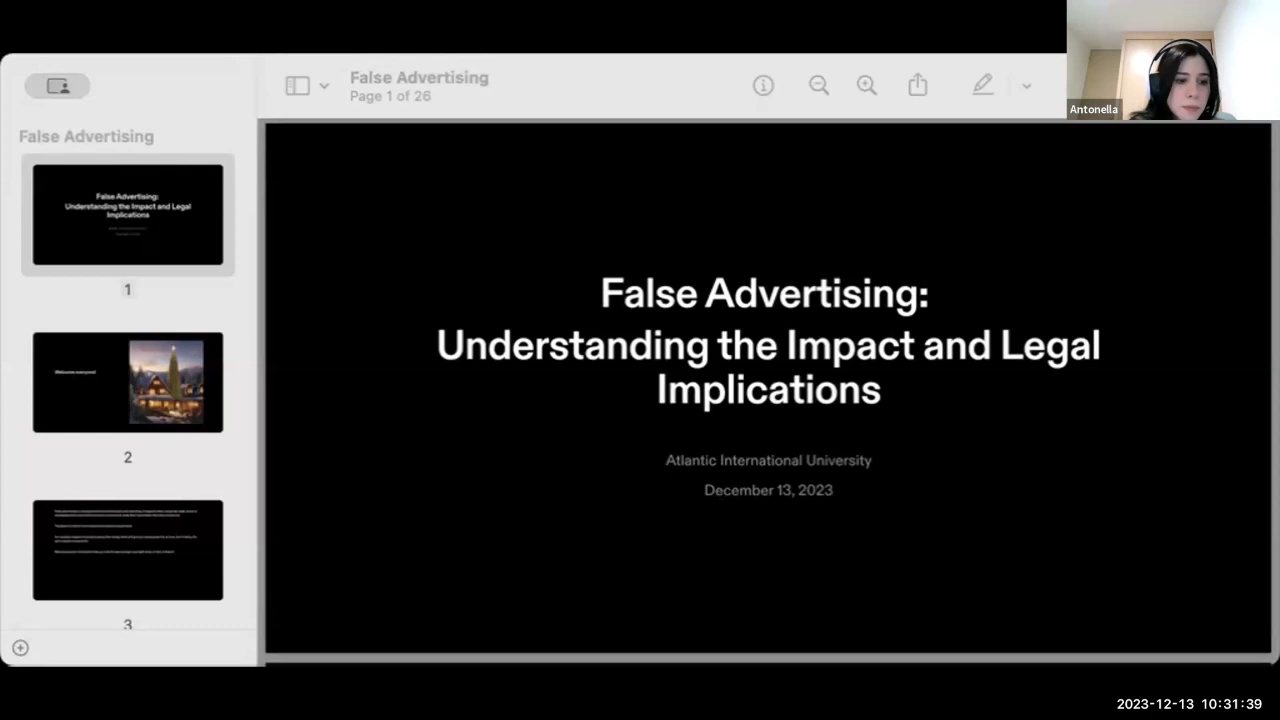 False Advertising
Page 1 of 26
Antonella
False Advertising
False Advertising:
Understanding the Impact and Legal
Implications
1
Welcome everyone!
2
3
False Advertising:
Understanding the Impact and Legal
Implications
Atlantic International University
December 13, 2023
2023-12-13 10:31:39